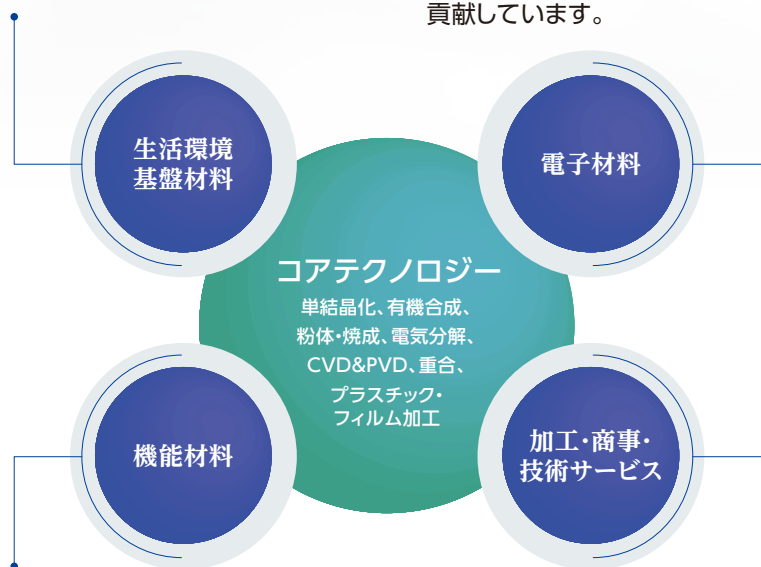 貢献しています。
生活環境
基盤材料
電子材料
コアテクノロジー
単結晶化、有機合成、
粉体・焼成、電気分解、
CVD&PVD、重合、
プラスチック・
フィルム加工
機能材料
加工・商事・
技術サービス